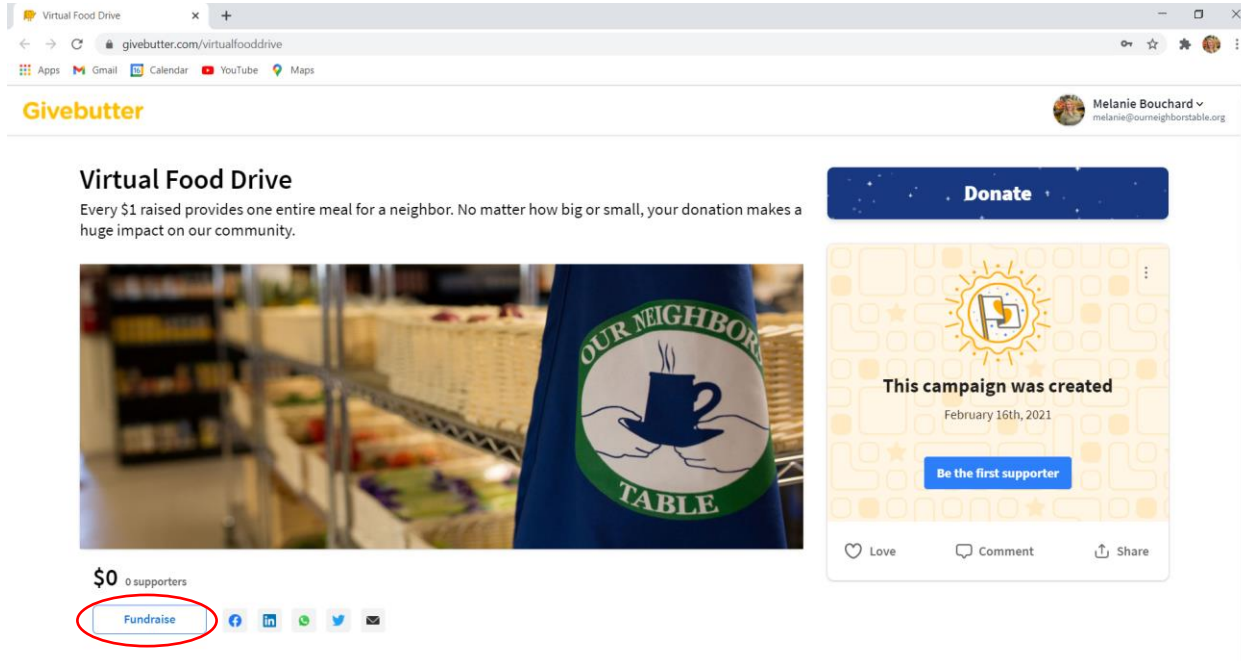 Virtual Food Drive
givebutter.com/virtualfooddrive
Apps Gmail 16 Calendar YouTube Maps
Givebutter
Melanie Bouchard
melanie@ourneighborstable.org
Virtual Food Drive
Every $1 raised provides one entire meal for a neighbor. No matter how big or small, your donation makes a
huge impact on our community.
OUR NEIGHBORS
TABLE
$0 0 supporters
Fundraise
Donate
This campaign was created
February 16th, 2021
Be the first supporter
Love Comment Share